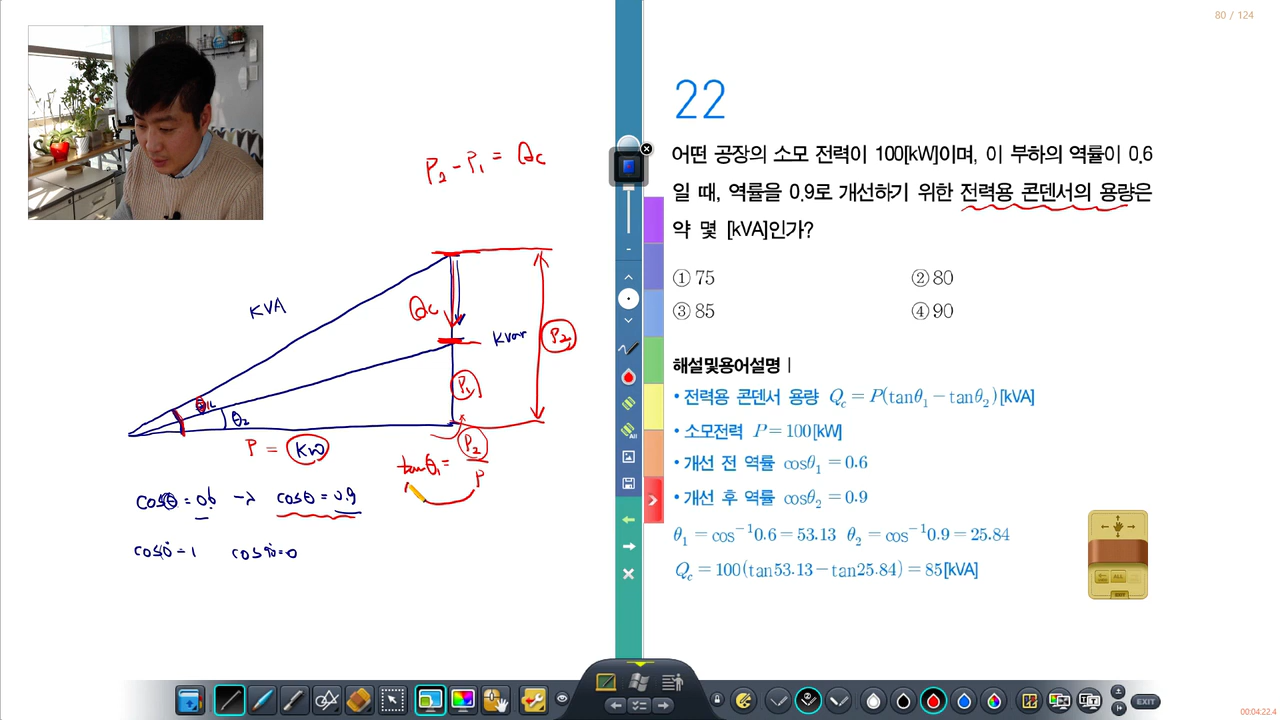 80 / 124
22
어떤 공장의 소모 전력이 100[kW]이며, 이 부하의 역률이 0.6
일 때, 역률을 0.9로 개선하기 위한 전력용 콘덴서의 용량은
약 몇 [kVA]인가?
① 75
② 80
③ 85
④ 90
해설및용어설명 |
• 전력용 콘덴서 용량 Qc = P(tanθ₁ − tanθ₂)[kVA]
• 소모전력 P = 100[kW]
• 개선 전 역률 cosθ₁ = 0.6
• 개선 후 역률 cosθ₂ = 0.9
θ₁ = cos⁻¹0.6 = 53.13 θ₂ = cos⁻¹0.9 = 25.84
Qc = 100(tan53.13 − tan25.84) = 85[kVA]
P₂ - P₁ = Qc
KVA
Qc
Kvar
P₂
P₁
θ₂
P = KW
tanθ₁ = P₂/P
cosθ = 0.6 → cosθ = 0.9
cos0° = 1 cos90° = 0
All
ALL
EXIT
EXIT
00:04:22.4